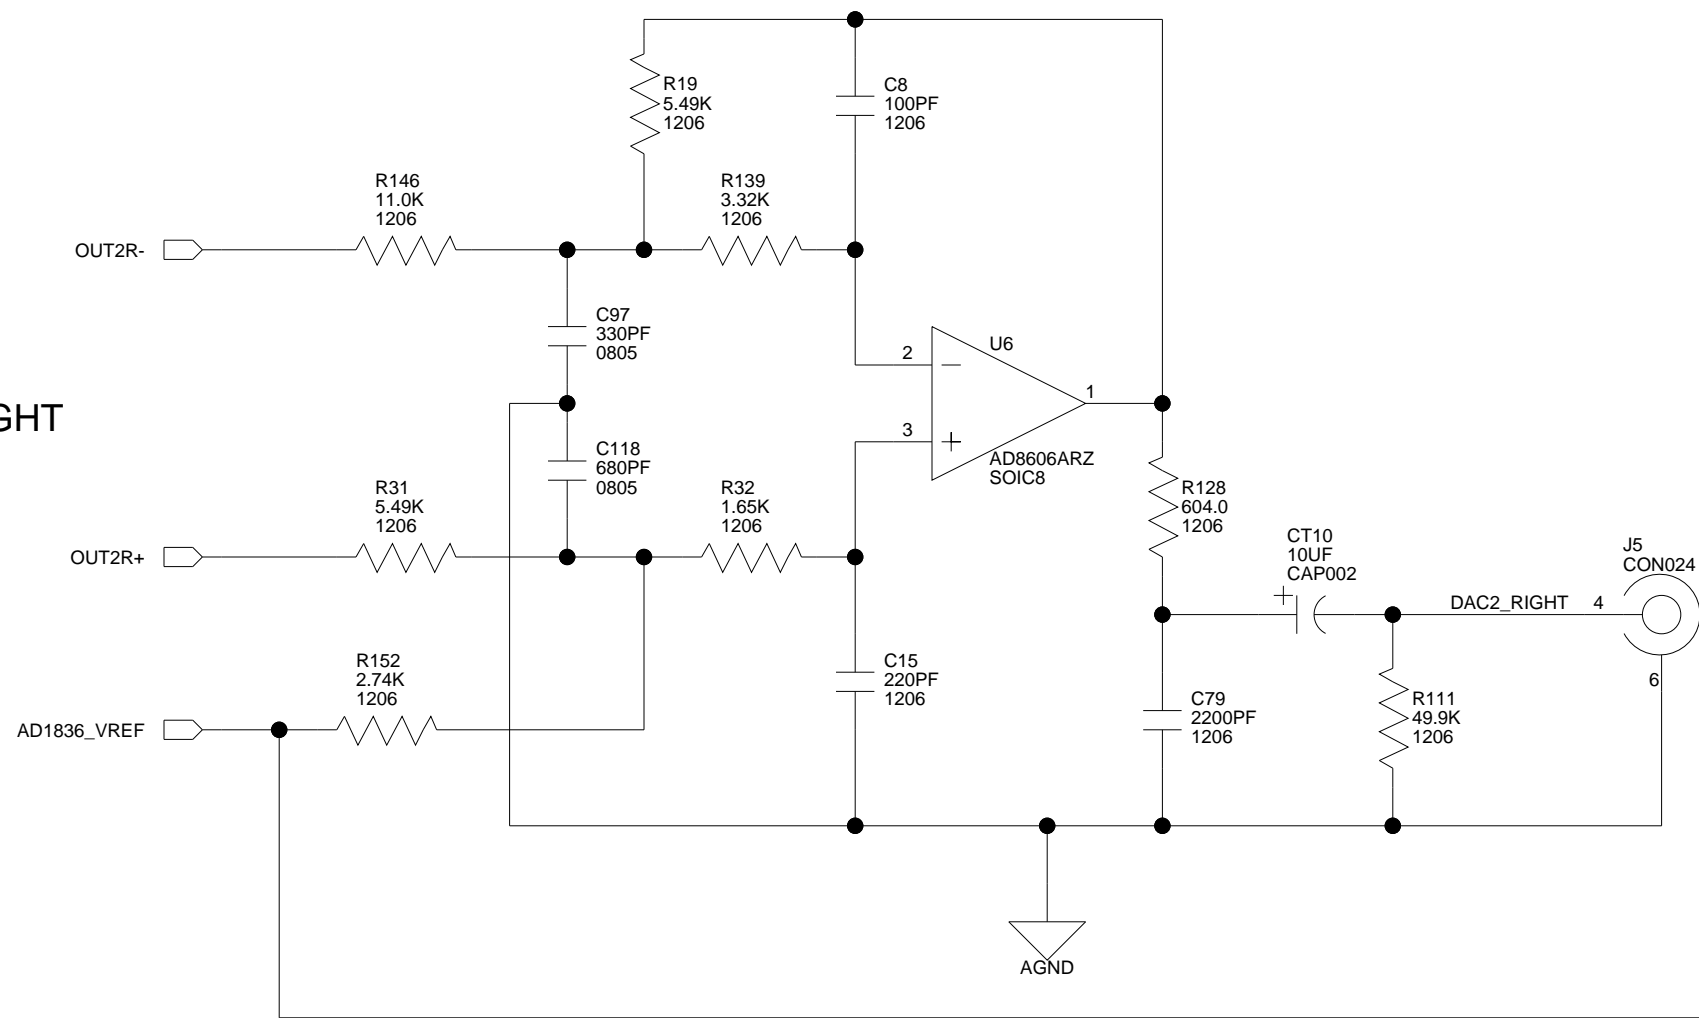 R19
5.49K
1206
C8
100PF
1206
R146
11.0K
1206
R139
3.32K
1206
OUT2R-
C97
330PF
0805
U6
2
1
3
AD8606ARZ
SOIC8
GHT
C118
680PF
0805
R31
5.49K
1206
R32
1.65K
1206
OUT2R+
R128
604.0
1206
CT10
10UF
CAP002
J5
CON024
DAC2_RIGHT 4
6
R152
2.74K
1206
C15
220PF
1206
C79
2200PF
1206
R111
49.9K
1206
AD1836_VREF
AGND